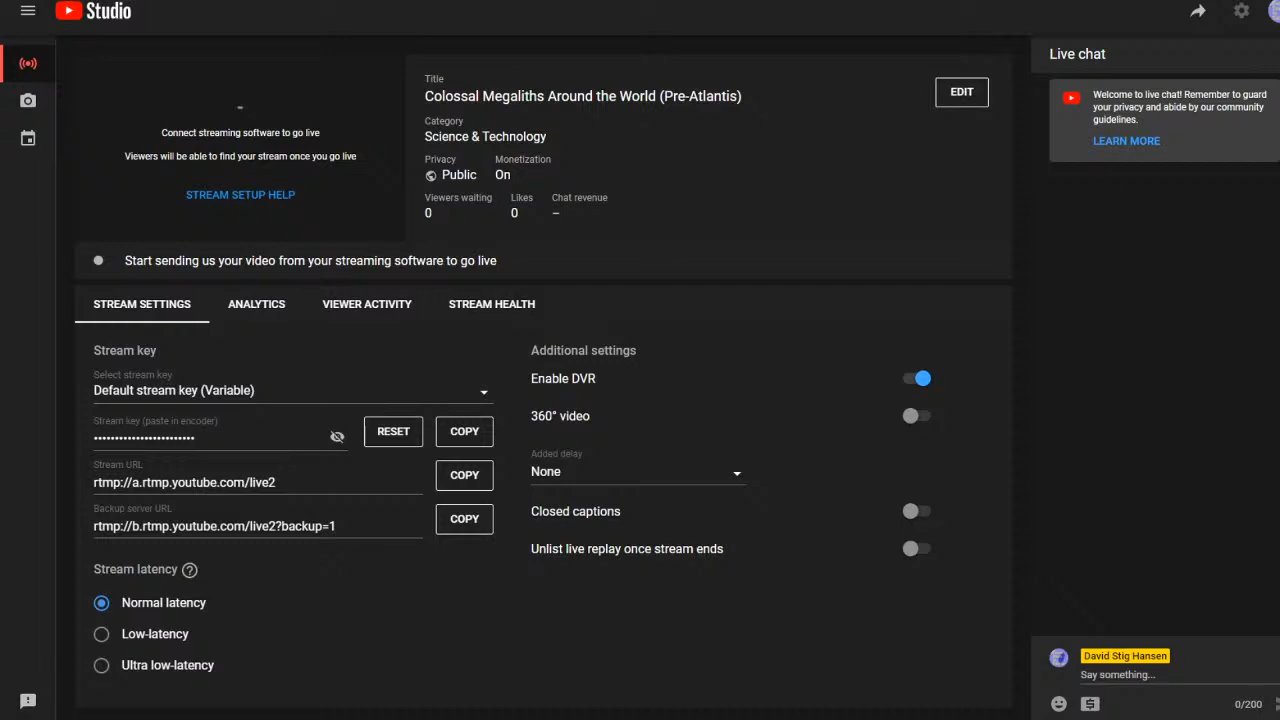 Studio
Connect streaming software to go live
Viewers will be able to find your stream once you go live
STREAM SETUP HELP
Title
Colossal Megaliths Around the World (Pre-Atlantis)
EDIT
Category
Science & Technology
Privacy Monetization
Public On
Viewers waiting Likes Chat revenue
0 0 –
Start sending us your video from your streaming software to go live
STREAM SETTINGS ANALYTICS VIEWER ACTIVITY STREAM HEALTH
Stream key
Select stream key
Default stream key (Variable)
Stream key (paste in encoder)
••••••••••••••••••••••••
RESET COPY
Stream URL
rtmp://a.rtmp.youtube.com/live2
COPY
Backup server URL
rtmp://b.rtmp.youtube.com/live2?backup=1
COPY
Stream latency
Normal latency
Low-latency
Ultra low-latency
Additional settings
Enable DVR
360° video
Added delay
None
Closed captions
Unlist live replay once stream ends
Live chat
Welcome to live chat! Remember to guard
your privacy and abide by our community
guidelines.
LEARN MORE
David Stig Hansen
Say something...
0/200